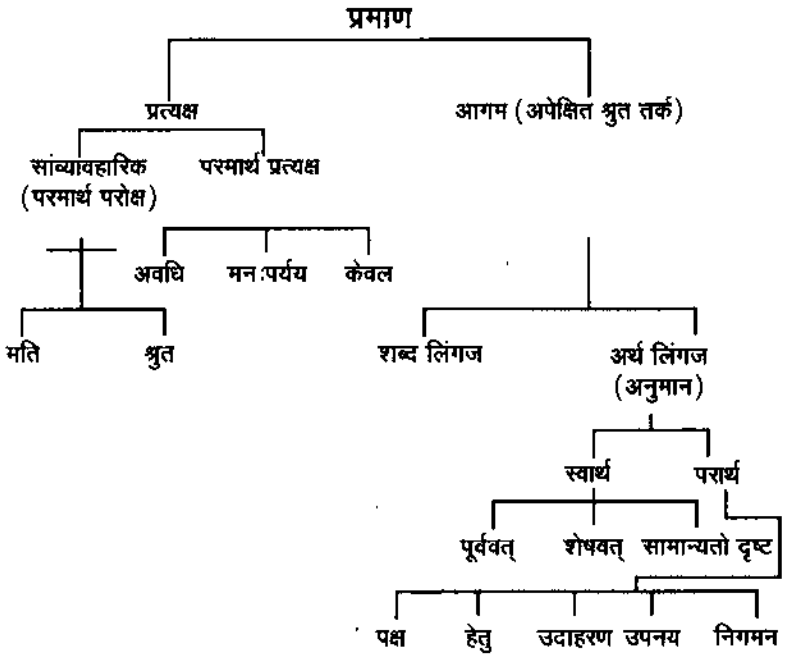 प्रमाण
प्रत्यक्ष आगम (अपेक्षित श्रुत तर्क)
सांव्यावहारिक परमार्थ प्रत्यक्ष
(परमार्थ परोक्ष)
अवधि मनःपर्यय केवल
मति श्रुत शब्द लिंगज अर्थ लिंगज
(अनुमान)
स्वार्थ परार्थ
पूर्ववत् शेषवत् सामान्यतो दृष्ट
पक्ष हेतु उदाहरण उपनय निगमन